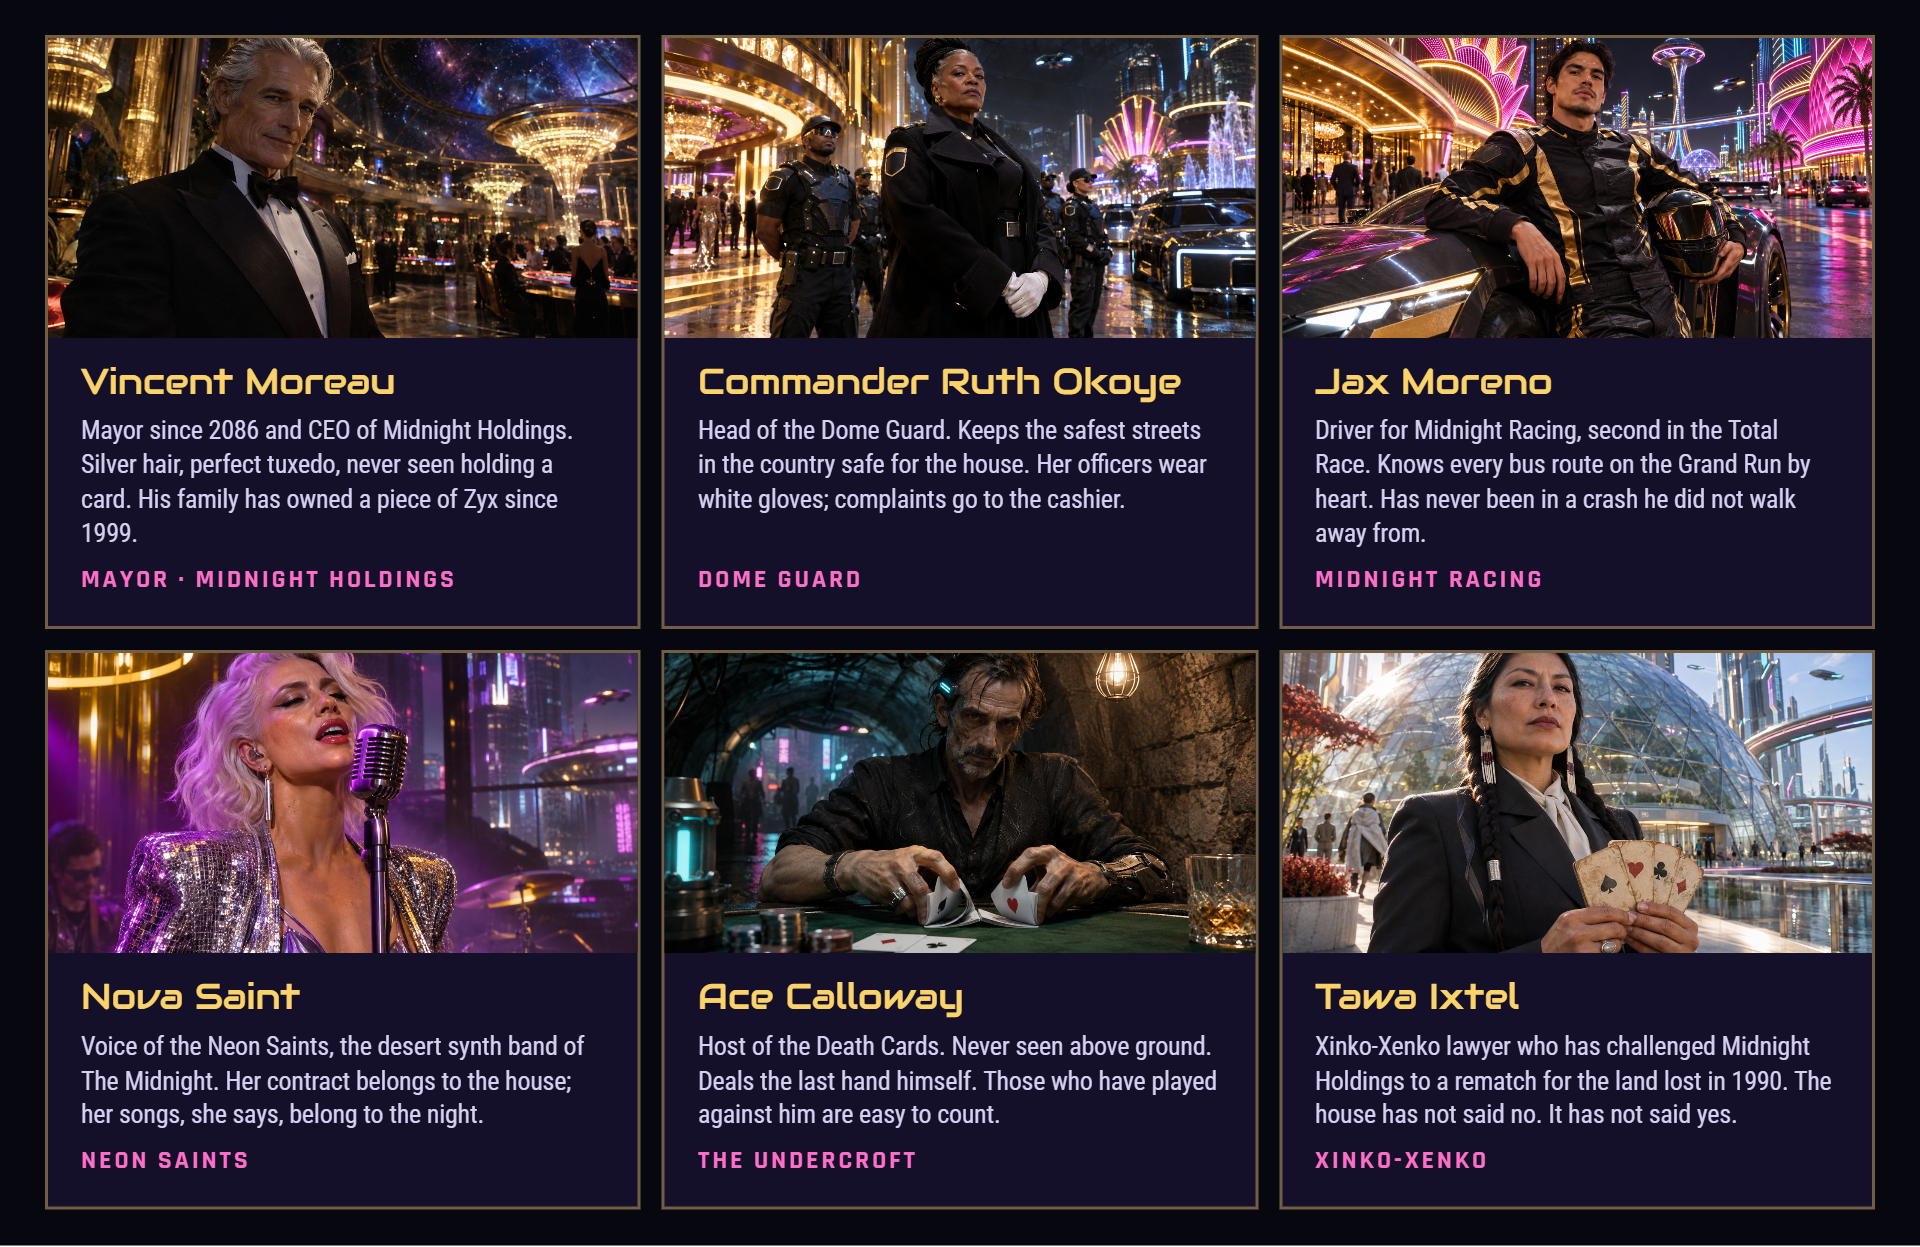 Vincent Moreau
Mayor since 2086 and CEO of Midnight Holdings.
Silver hair, perfect tuxedo, never seen holding a
card. His family has owned a piece of Zyx since
1999.
MAYOR · MIDNIGHT HOLDINGS
Commander Ruth Okoye
Head of the Dome Guard. Keeps the safest streets
in the country safe for the house. Her officers wear
white gloves; complaints go to the cashier.
DOME GUARD
Jax Moreno
Driver for Midnight Racing, second in the Total
Race. Knows every bus route on the Grand Run by
heart. Has never been in a crash he did not walk
away from.
MIDNIGHT RACING
Nova Saint
Voice of the Neon Saints, the desert synth band of
The Midnight. Her contract belongs to the house;
her songs, she says, belong to the night.
NEON SAINTS
Ace Calloway
Host of the Death Cards. Never seen above ground.
Deals the last hand himself. Those who have played
against him are easy to count.
THE UNDERCROFT
Tawa Ixtel
Xinko-Xenko lawyer who has challenged Midnight
Holdings to a rematch for the land lost in 1990. The
house has not said no. It has not said yes.
XINKO-XENKO